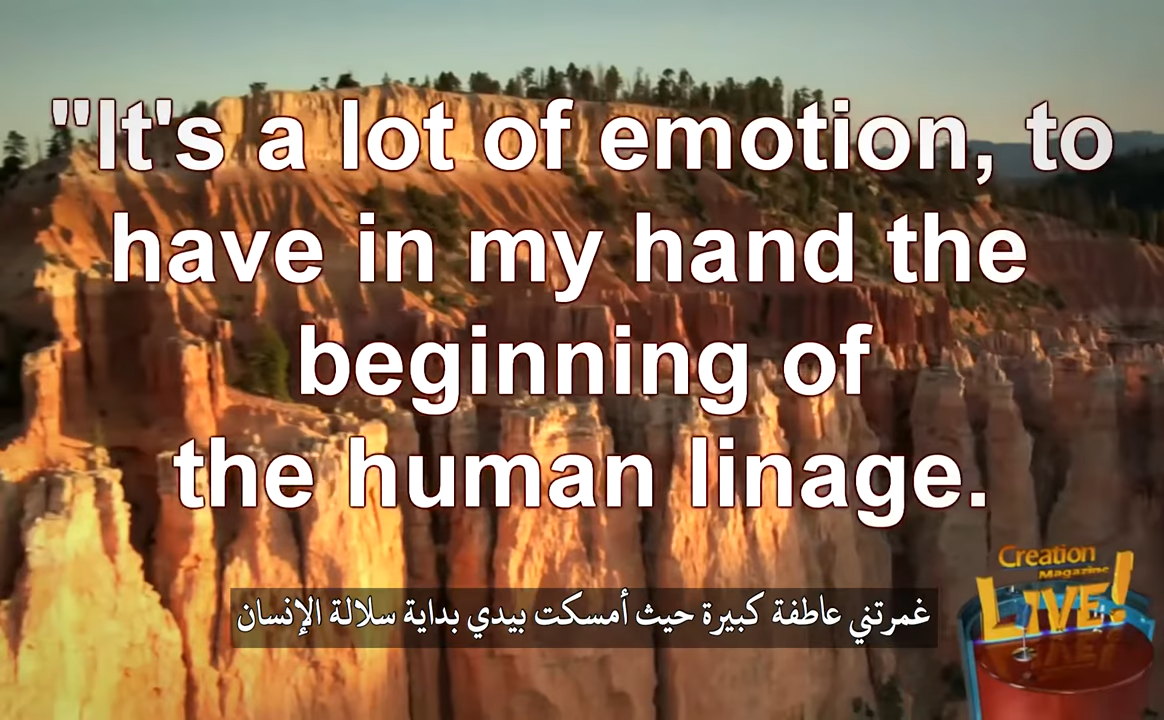 "It's a lot of emotion, to
have in my hand the
beginning of
the human linage.
Creation
Magazine
LIVE!
غمرتني عاطفة كبيرة حيث أمسكت بيدي بداية سلالة الإنسان